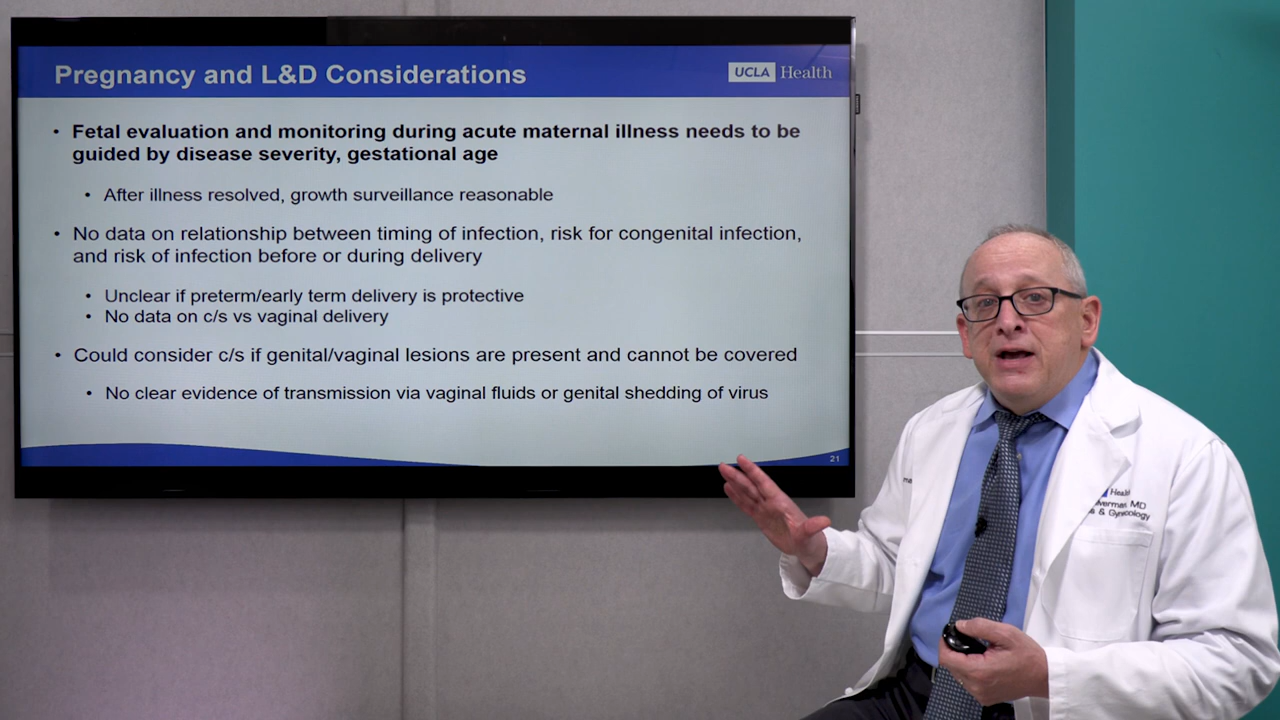 Pregnancy and L&D Considerations
UCLA Health
• Fetal evaluation and monitoring during acute maternal illness needs to be
guided by disease severity, gestational age
• After illness resolved, growth surveillance reasonable
• No data on relationship between timing of infection, risk for congenital infection,
and risk of infection before or during delivery
• Unclear if preterm/early term delivery is protective
• No data on c/s vs vaginal delivery
• Could consider c/s if genital/vaginal lesions are present and cannot be covered
• No clear evidence of transmission via vaginal fluids or genital shedding of virus
21
MD
& Gynecology